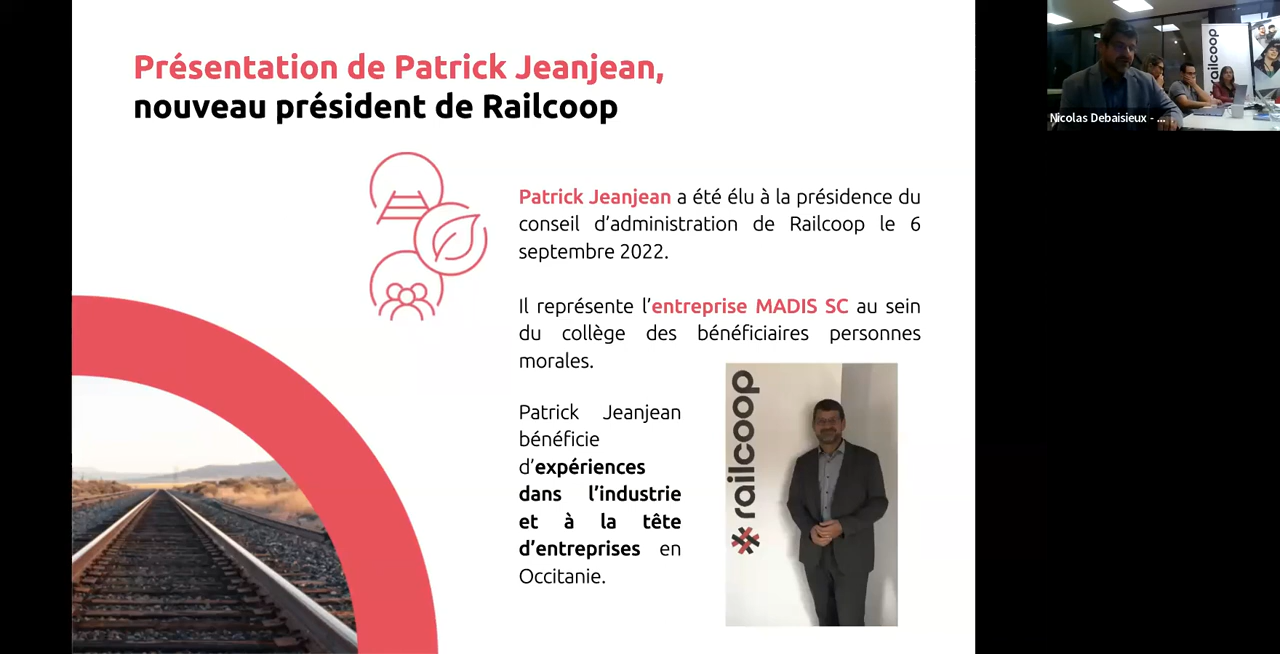 Présentation de Patrick Jeanjean,
nouveau président de Railcoop
Patrick Jeanjean a été élu à la présidence du
conseil d’administration de Railcoop le 6
septembre 2022.
Il représente l’entreprise MADIS SC au sein
du collège des bénéficiaires personnes
morales.
Patrick Jeanjean
bénéficie
d’expériences
dans l’industrie
et à la tête
d’entreprises en
Occitanie.
railcoop
railcoop
Nicolas Debaisieux - ...